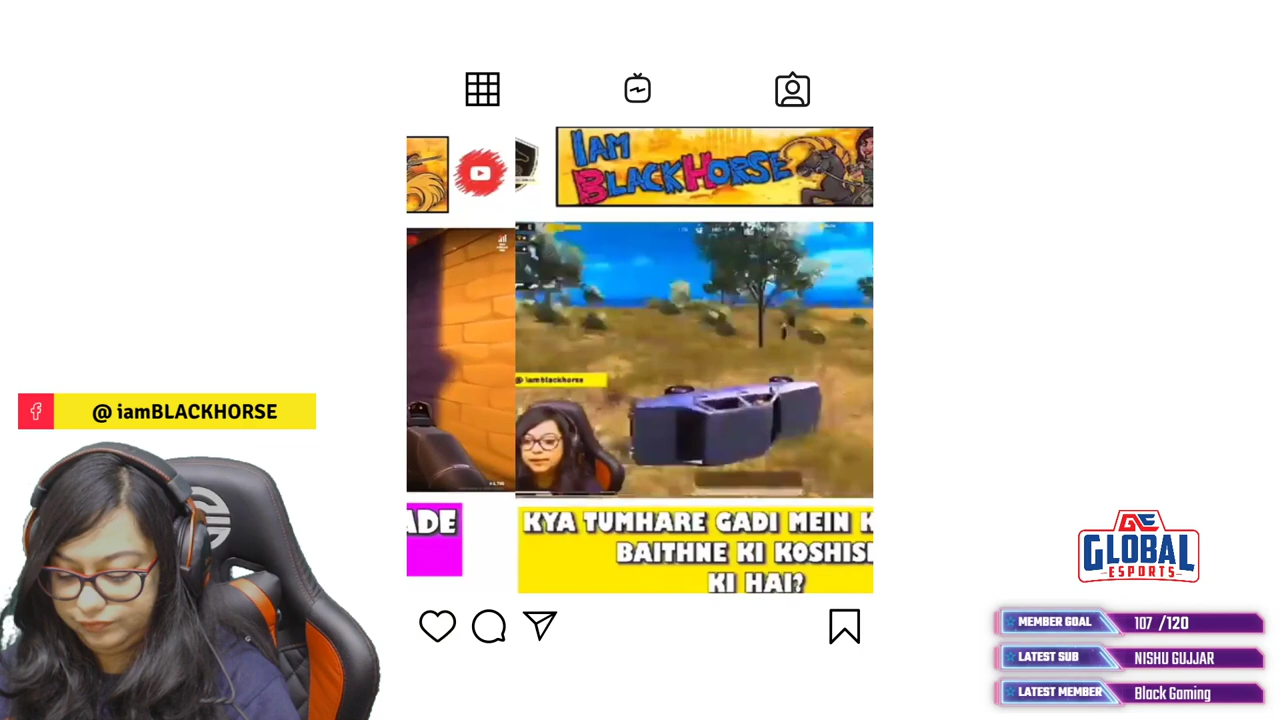 IAM
BLACKHORSE
@ iamblackhorse
ADE
KYA TUMHARE GADI MEIN K
BAITHNE KI KOSHISH
KI HAI?
@ iamBLACKHORSE
GE
GLOBAL
ESPORTS
MEMBER GOAL 107 /120
LATEST SUB NISHU GUJJAR
LATEST MEMBER Black Gaming